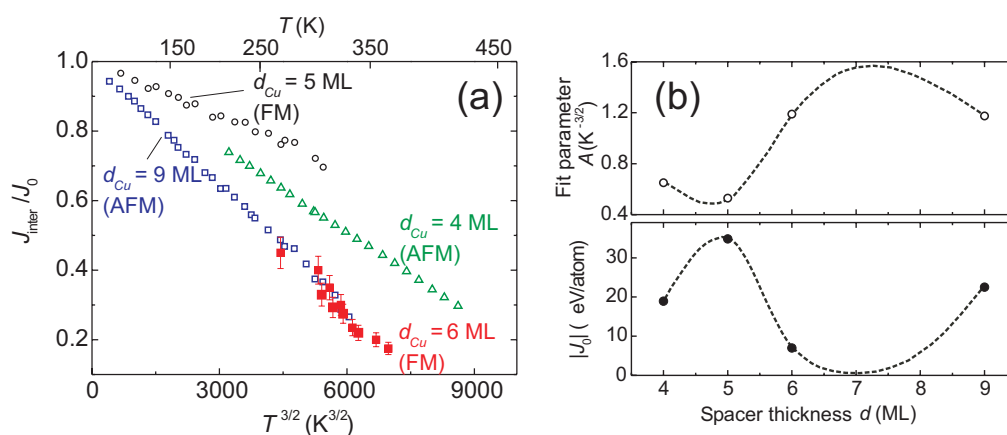 T (K)
150 250 350 450
1.0
0.8
0.6
0.4
0.2
J_inter /J_0
(a)
d_Cu = 5 ML
(FM)
d_Cu = 9 ML
(AFM)
d_Cu = 4 ML
(AFM)
d_Cu = 6 ML
(FM)
0 3000 6000 9000
T^3/2 (K^3/2)
(b)
Fit parameter
A(K^-3/2)
1.6
1.2
0.8
0.4
|J_0| ( eV/atom)
30
20
10
0
4 5 6 7 8 9
Spacer thickness d (ML)